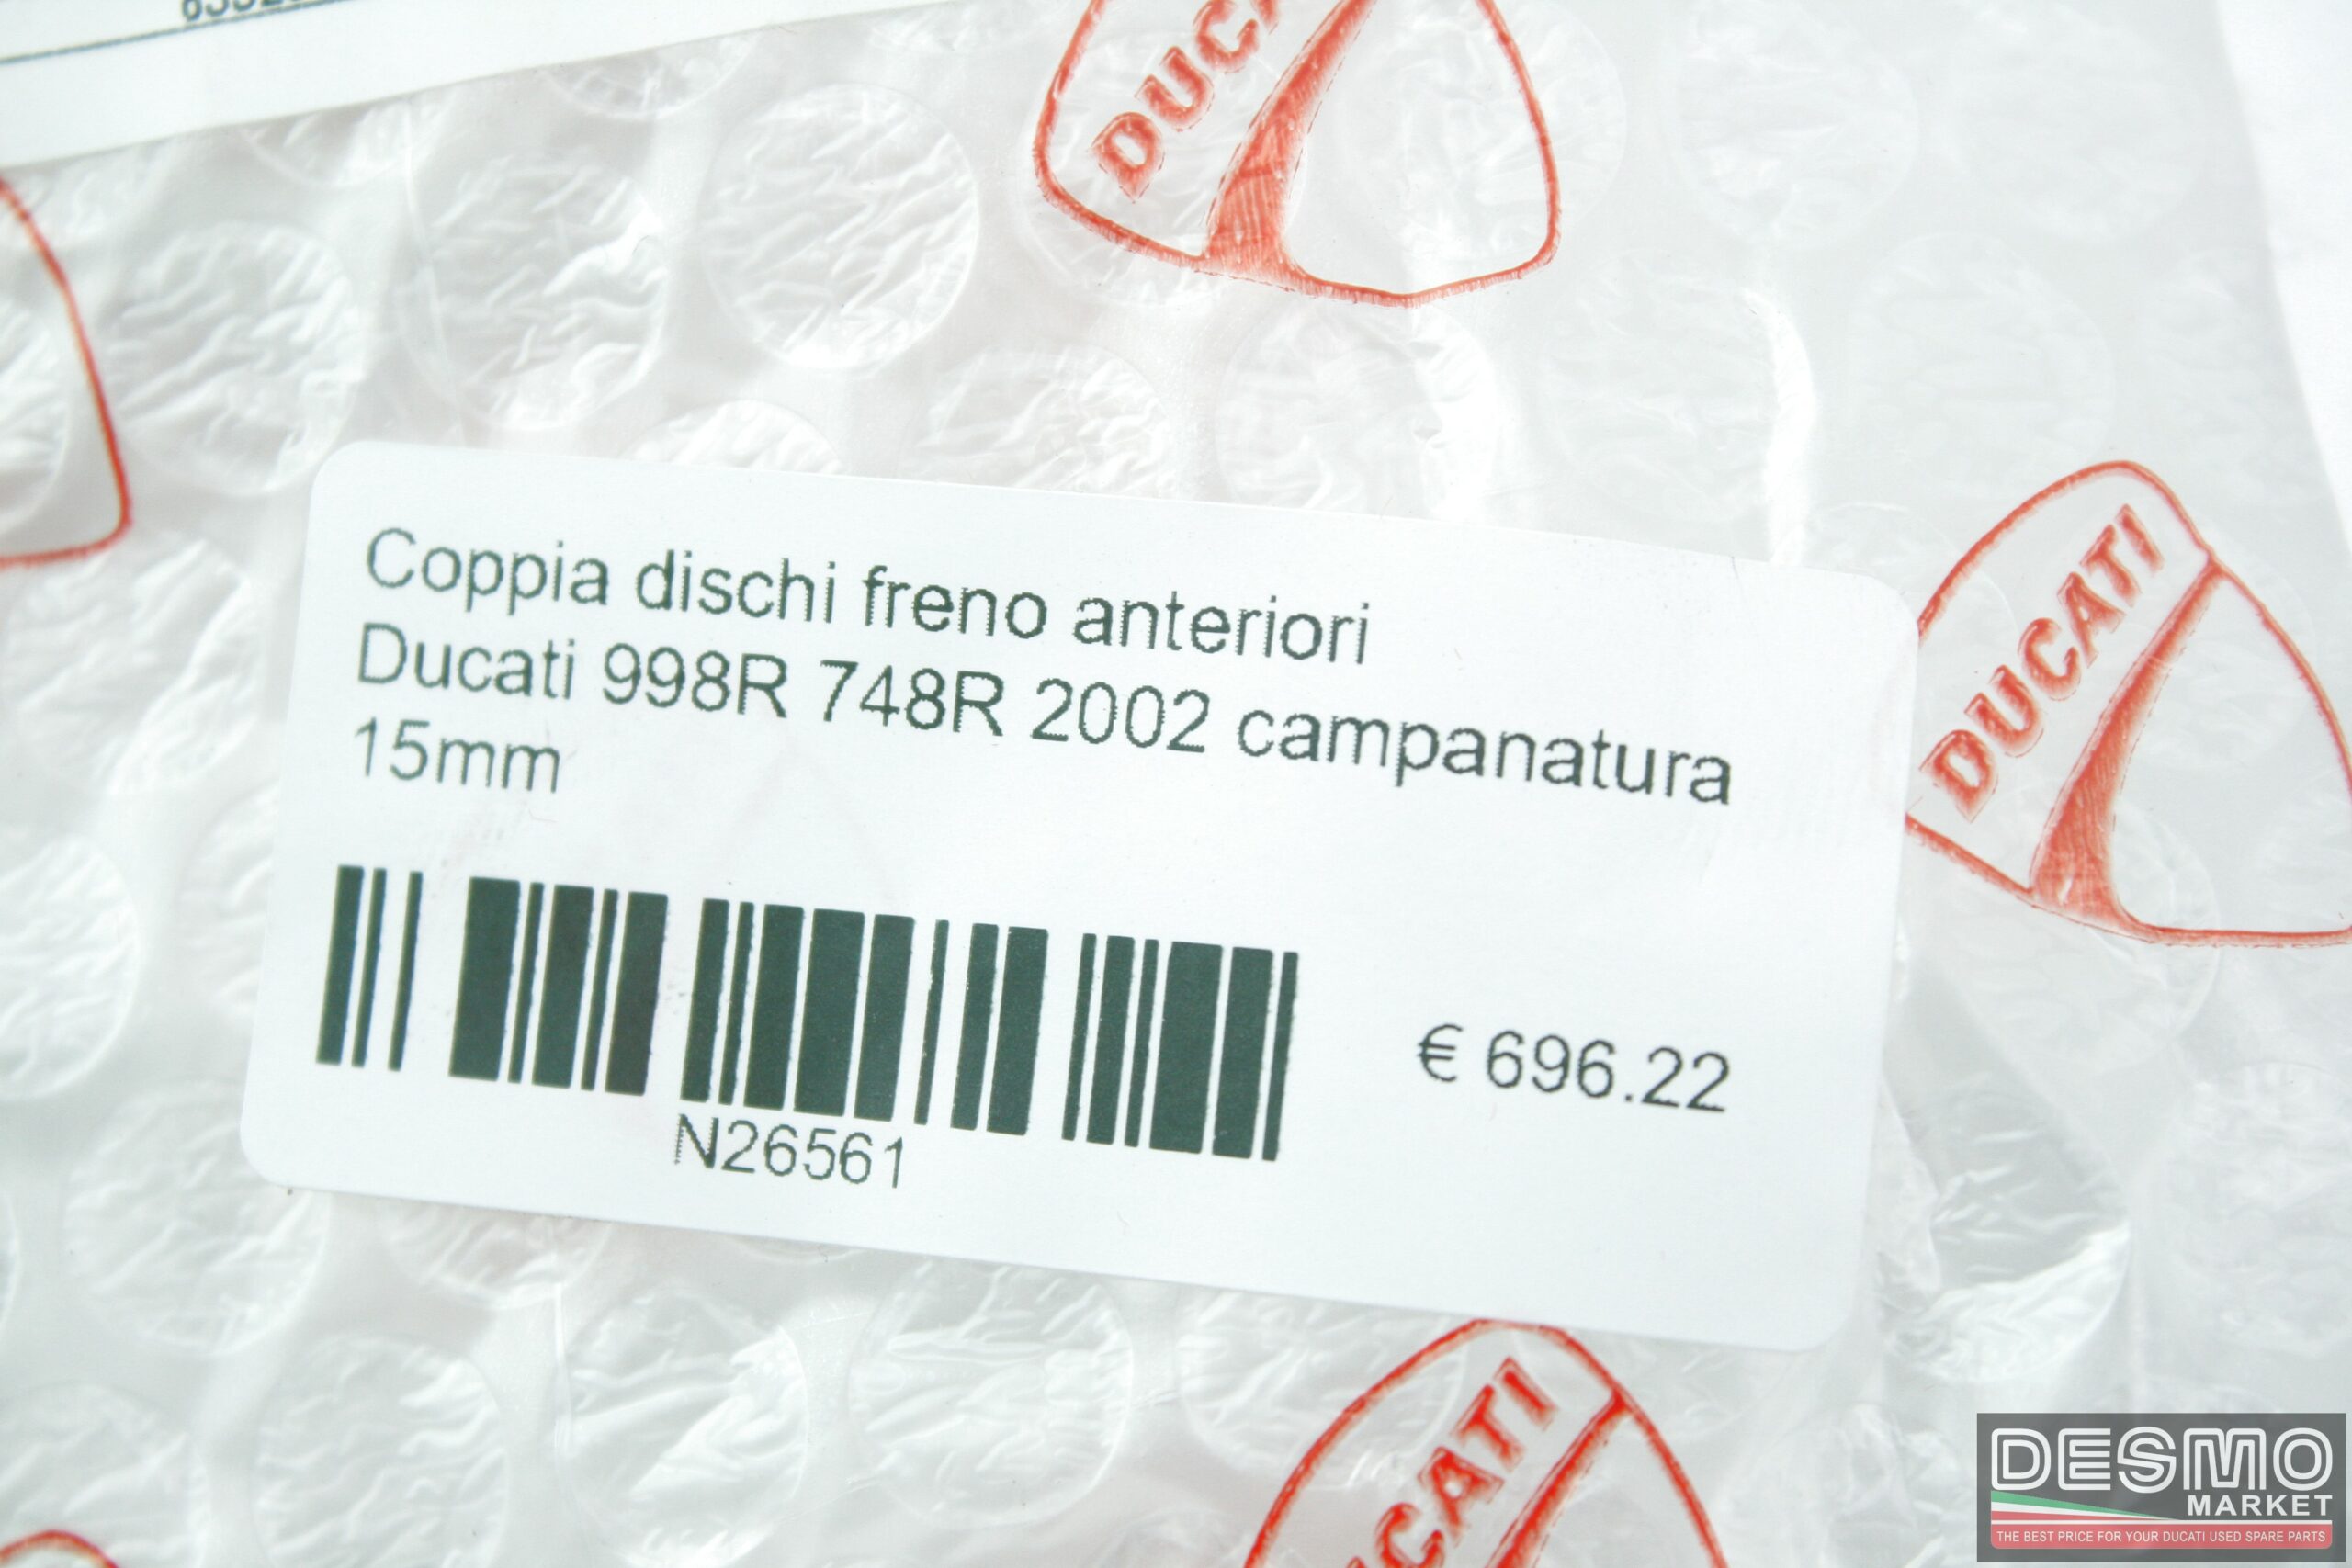 DUCATI
Coppia dischi freno anteriori
Ducati 998R 748R 2002 campanatura
15mm
N26561
€ 696.22
DUCATI
DESMO
MARKET
THE BEST PRICE FOR YOUR DUCATI USED SPARE PARTS